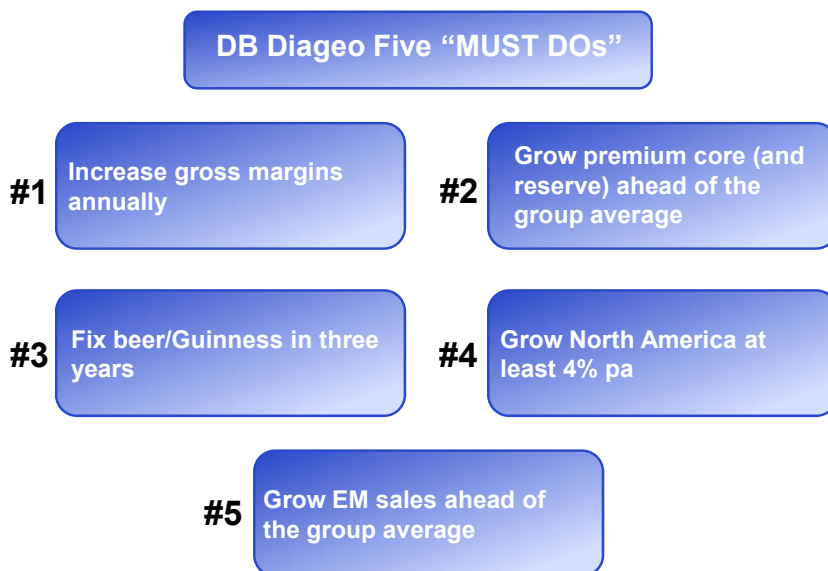 DB Diageo Five “MUST DOs”
#1
Increase gross margins
annually
#2
Grow premium core (and
reserve) ahead of the
group average
#3
Fix beer/Guinness in three
years
#4
Grow North America at
least 4% pa
#5
Grow EM sales ahead of
the group average